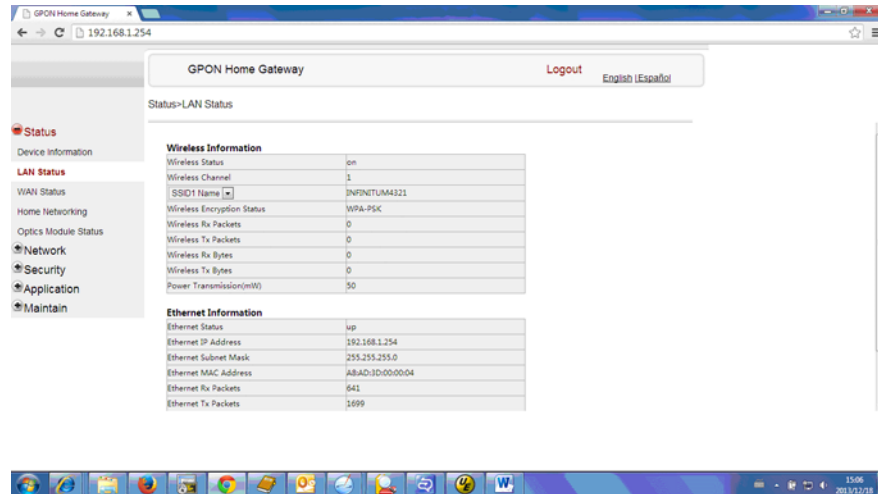 GPON Home Gateway
192.168.1.254
GPON Home Gateway
Logout
English | Español
Status>LAN Status
Status
Device Information
LAN Status
WAN Status
Home Networking
Optics Module Status
Network
Security
Application
Maintain
Wireless Information
Wireless Status on
Wireless Channel 1
SSID1 Name INFINITUM4321
Wireless Encryption Status WPA-PSK
Wireless Rx Packets 0
Wireless Tx Packets 0
Wireless Rx Bytes 0
Wireless Tx Bytes 0
Power Transmission(mW) 50
Ethernet Information
Ethernet Status up
Ethernet IP Address 192.168.1.254
Ethernet Subnet Mask 255.255.255.0
Ethernet MAC Address A8:AD:3D:00:00:04
Ethernet Rx Packets 641
Ethernet Tx Packets 1699
15:06
2013/12/18